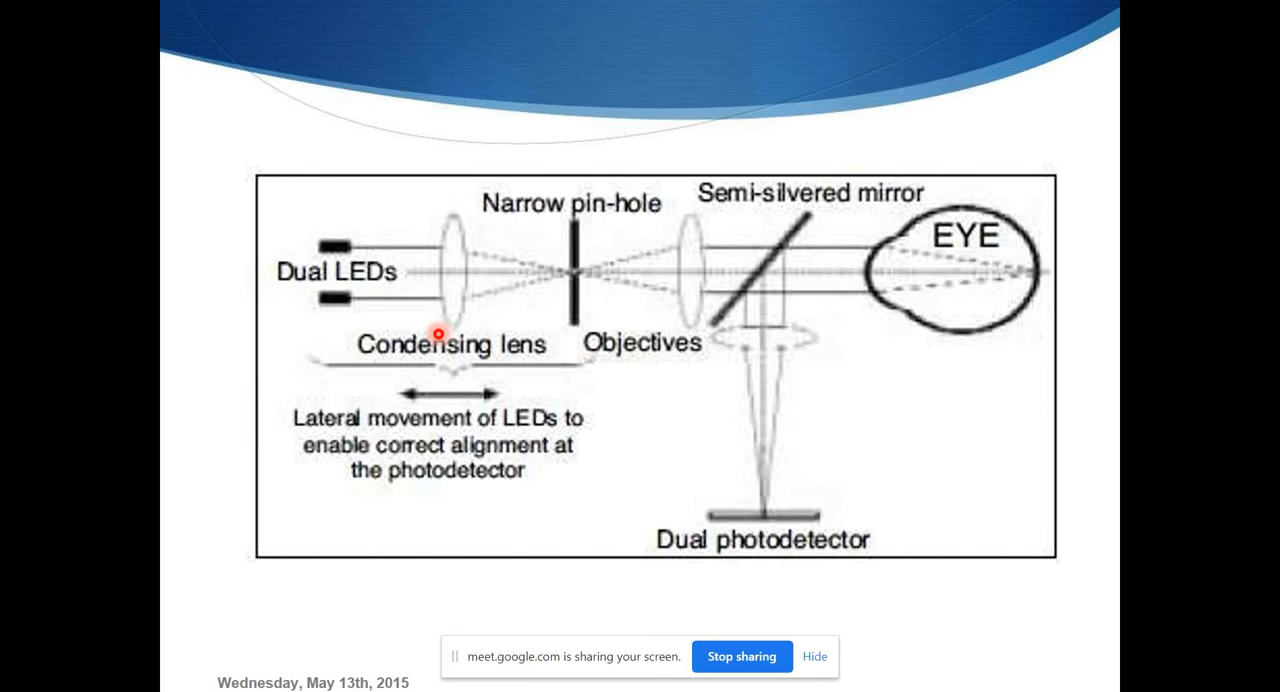 Semi-silvered mirror
Narrow pin-hole
EYE
Dual LEDs
Condensing lens
Objectives
Lateral movement of LEDs to
enable correct alignment at
the photodetector
Dual photodetector
meet.google.com is sharing your screen.
Stop sharing
Hide
Wednesday, May 13th, 2015